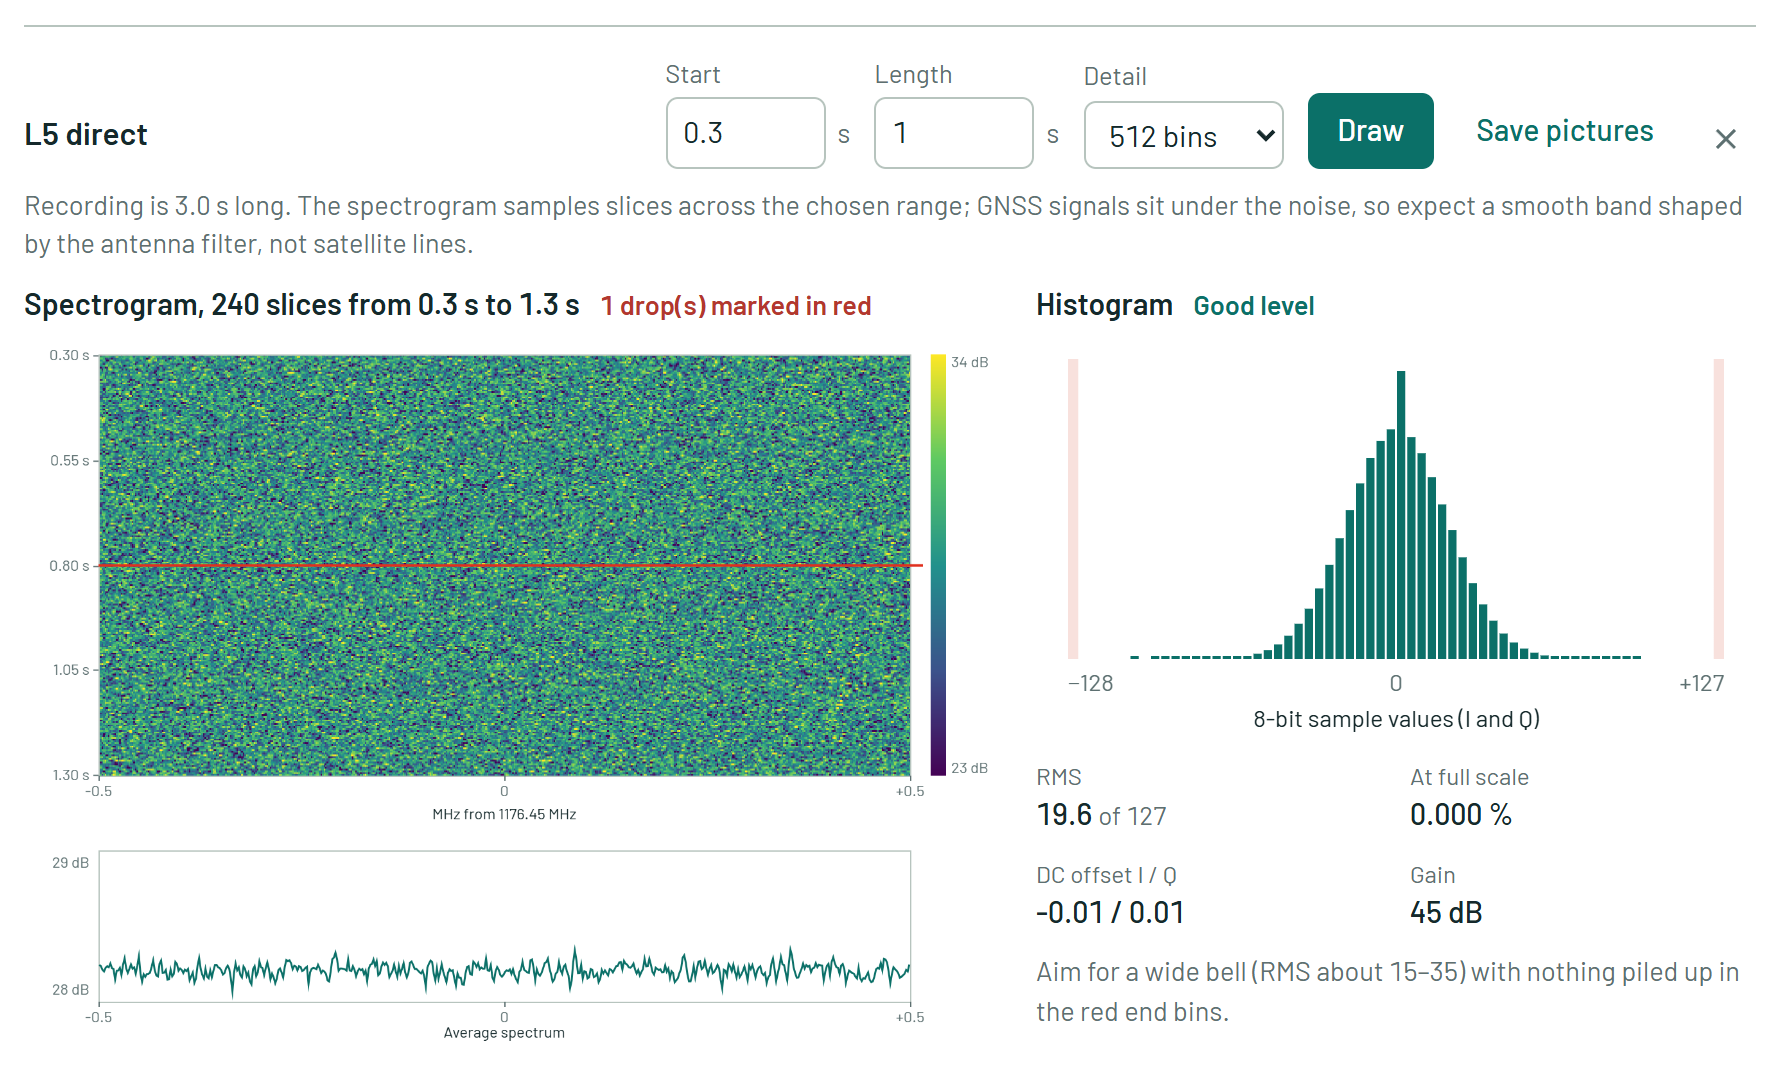 Start
Length
Detail
L5 direct
0.3 s
1 s
512 bins
Draw
Save pictures
Recording is 3.0 s long. The spectrogram samples slices across the chosen range; GNSS signals sit under the noise, so expect a smooth band shaped
by the antenna filter, not satellite lines.
Spectrogram, 240 slices from 0.3 s to 1.3 s 1 drop(s) marked in red
0.30 s
0.55 s
0.80 s
1.05 s
1.30 s
34 dB
23 dB
-0.5 0 +0.5
MHz from 1176.45 MHz
29 dB
28 dB
-0.5 0 +0.5
Average spectrum
Histogram Good level
−128 0 +127
8-bit sample values (I and Q)
RMS
19.6 of 127
At full scale
0.000 %
DC offset I / Q
-0.01 / 0.01
Gain
45 dB
Aim for a wide bell (RMS about 15–35) with nothing piled up in
the red end bins.